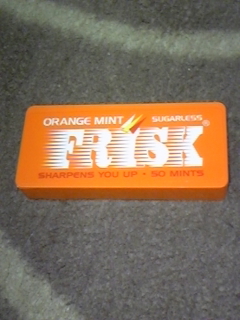 ORANGE MINT SUGARLESS
FRISK®
SHARPENS YOU UP • 50 MINTS